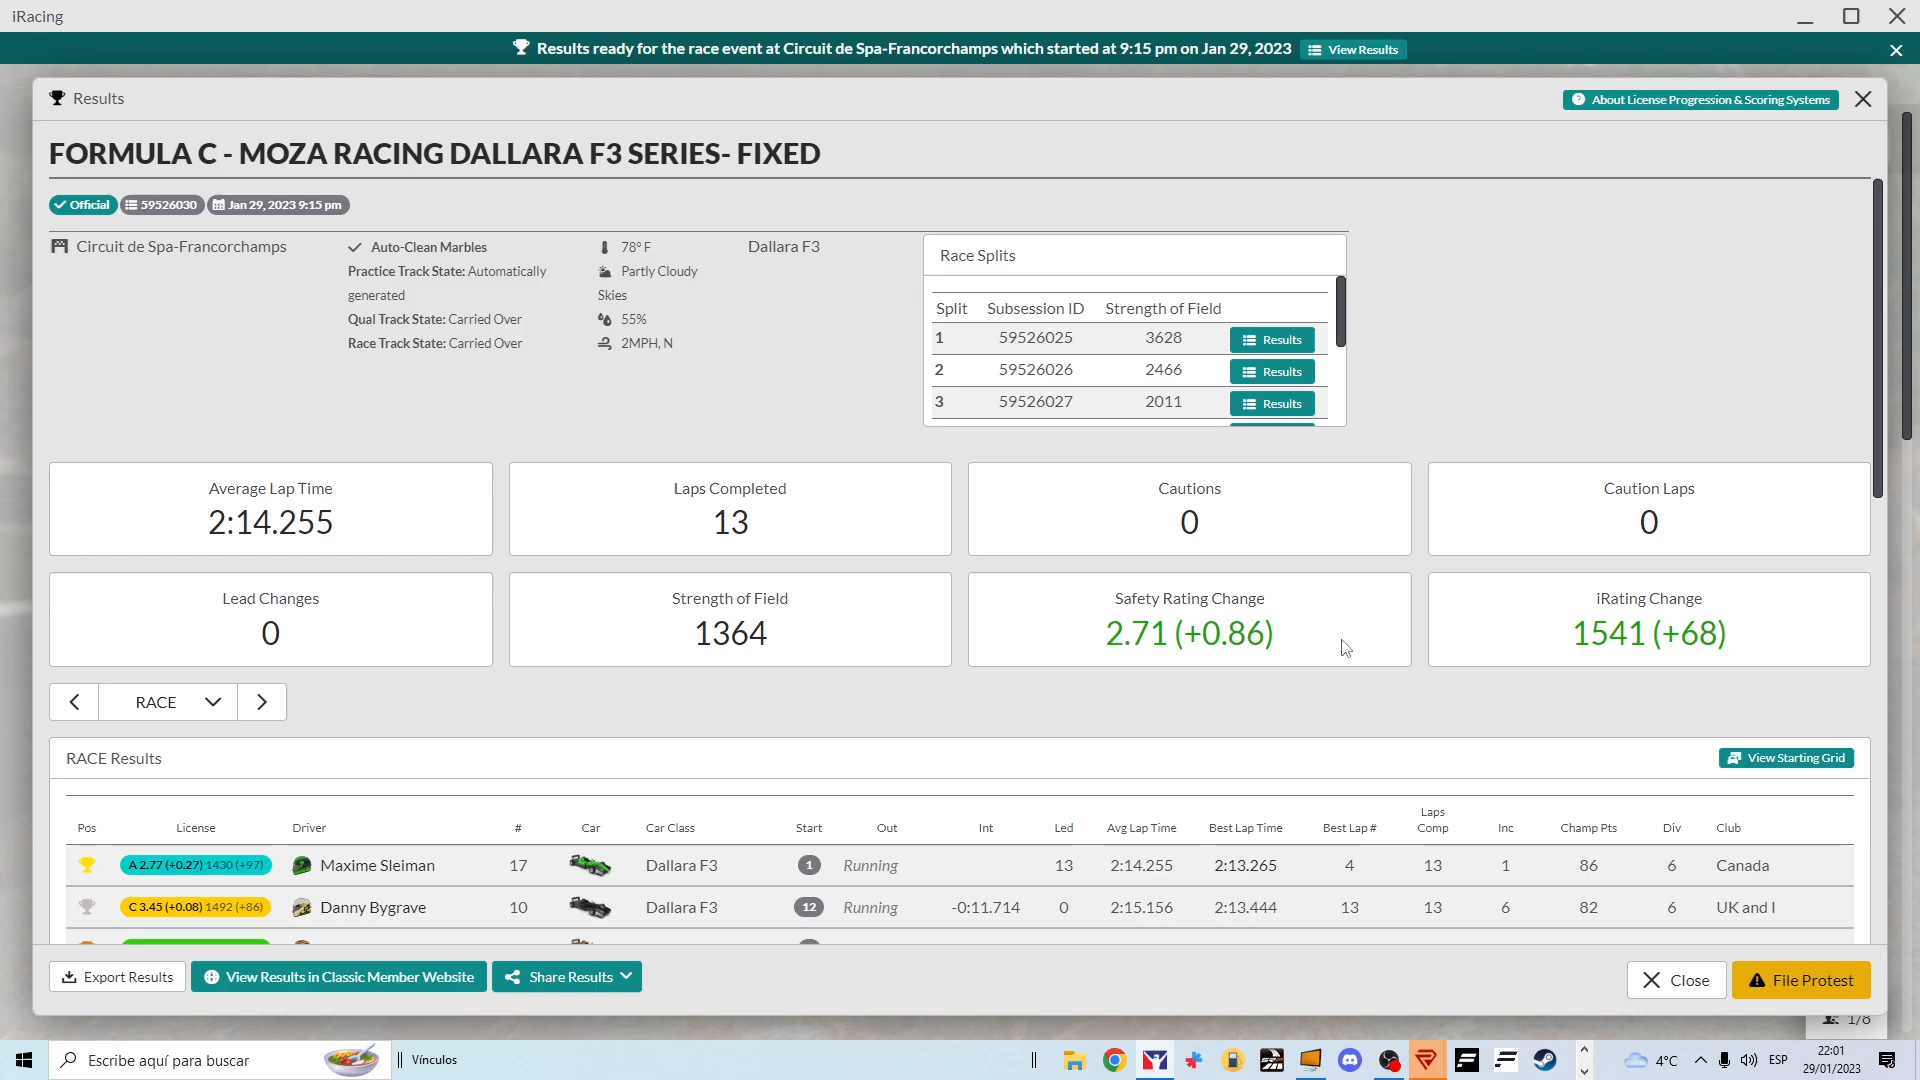 iRacing
Results ready for the race event at Circuit de Spa-Francorchamps which started at 9:15 pm on Jan 29, 2023 View Results
Results
About License Progression & Scoring Systems
FORMULA C - MOZA RACING DALLARA F3 SERIES- FIXED
Official 59526030 Jan 29, 2023 9:15 pm
Circuit de Spa-Francorchamps
Auto-Clean Marbles
Practice Track State: Automatically
generated
Qual Track State: Carried Over
Race Track State: Carried Over
78° F
Partly Cloudy
Skies
55%
2MPH, N
Dallara F3
Race Splits
Split Subsession ID Strength of Field
1 59526025 3628 Results
2 59526026 2466 Results
3 59526027 2011 Results
Average Lap Time
2:14.255
Laps Completed
13
Cautions
0
Caution Laps
0
Lead Changes
0
Strength of Field
1364
Safety Rating Change
2.71 (+0.86)
iRating Change
1541 (+68)
RACE
RACE Results
View Starting Grid
Pos License Driver # Car Car Class Start Out Int Led Avg Lap Time Best Lap Time Best Lap # Laps Comp Inc Champ Pts Div Club
A 2.77 (+0.27) 1430 (+97) Maxime Sleiman 17 Dallara F3 1 Running 13 2:14.255 2:13.265 4 13 1 86 6 Canada
C 3.45 (+0.08) 1492 (+86) Danny Bygrave 10 Dallara F3 12 Running -0:11.714 0 2:15.156 2:13.444 13 13 6 82 6 UK and I
Export Results View Results in Classic Member Website Share Results
Close File Protest
1/8
Escribe aquí para buscar
Vínculos
4°C
ESP
22:01
29/01/2023